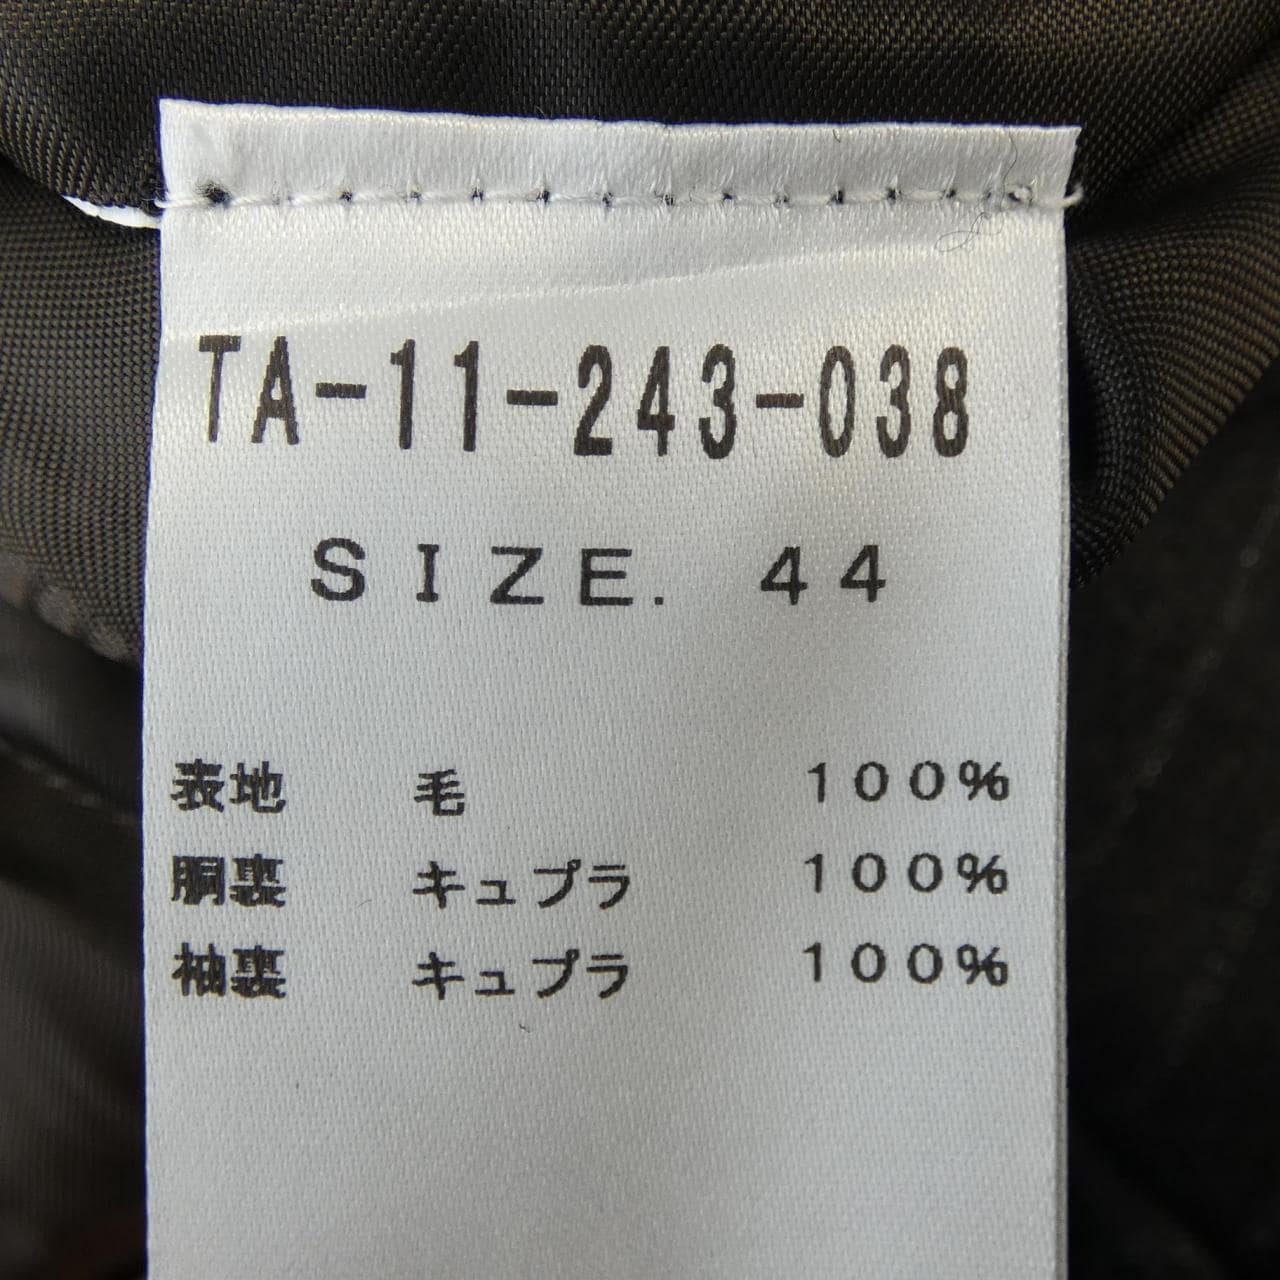 TA-11-243-038
SIZE. 44
表地 毛 100%
胴裏 キュプラ 100%
袖裏 キュプラ 100%